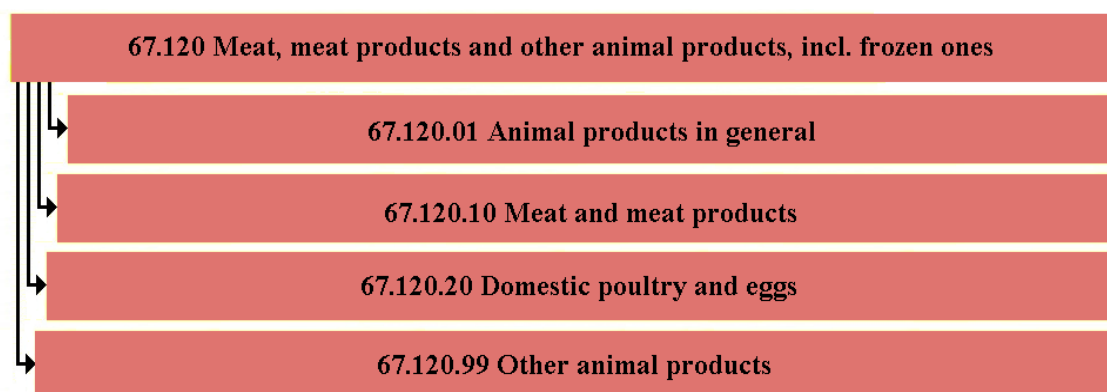 67.120 Meat, meat products and other animal products, incl. frozen ones
67.120.01 Animal products in general
67.120.10 Meat and meat products
67.120.20 Domestic poultry and eggs
67.120.99 Other animal products